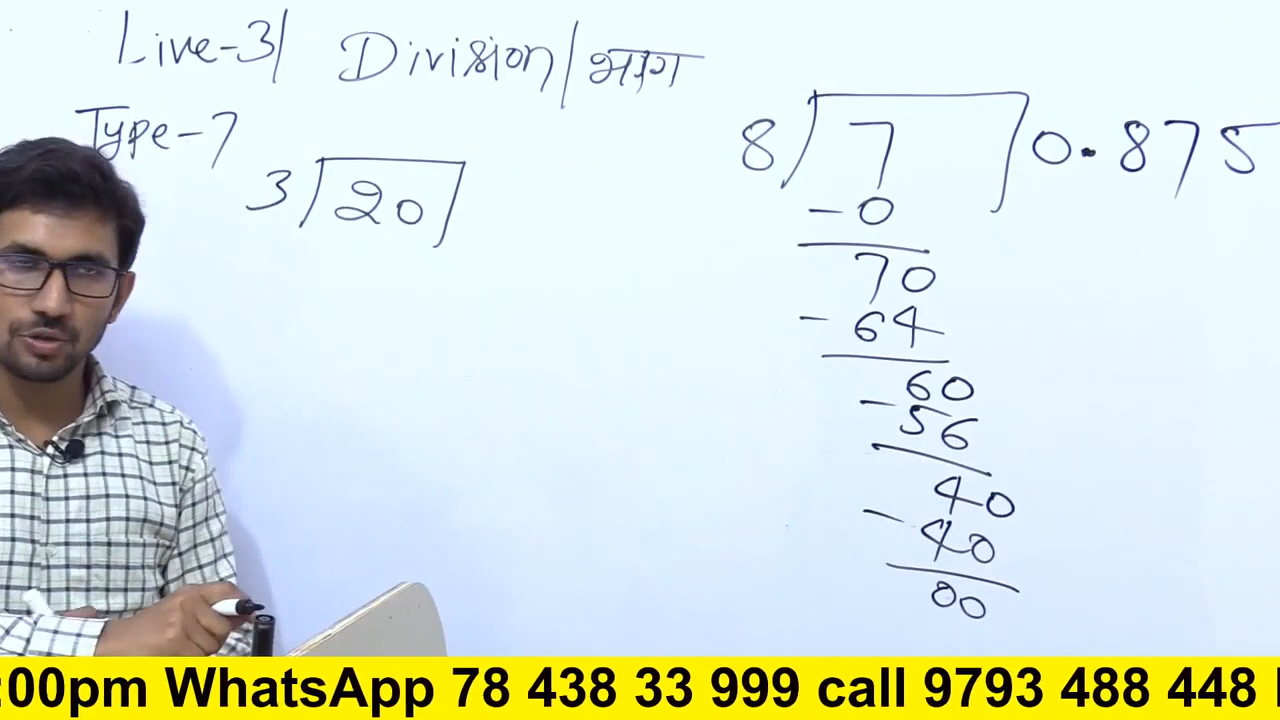 Live-3| Division/भाग
Type-7
3 20
8 7 0.875
-0
70
-64
60
-56
40
-40
00
:00pm WhatsApp 78 438 33 999 call 9793 488 448